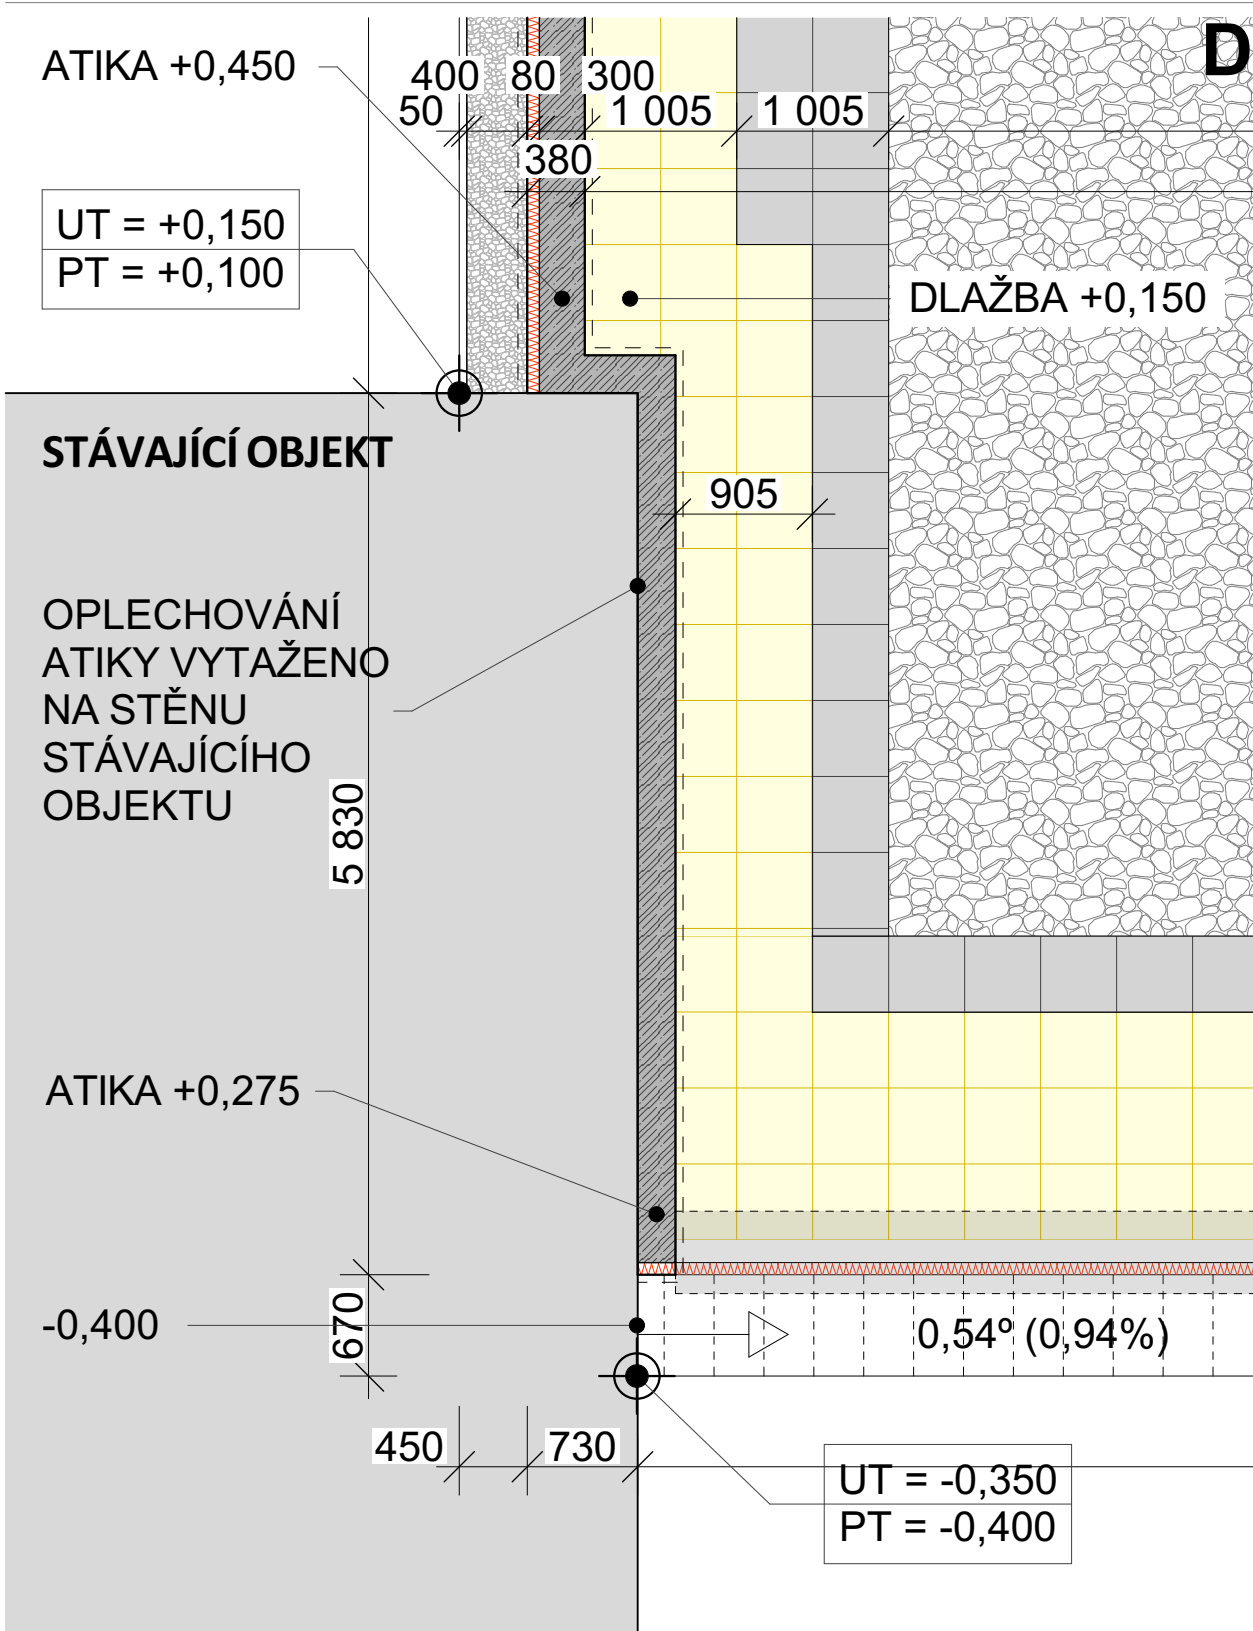 D
ATIKA +0,450
400 80 300
50 1 005 1 005
380
UT = +0,150
PT = +0,100
DLAŽBA +0,150
STÁVAJÍCÍ OBJEKT
905
OPLECHOVÁNÍ
ATIKY VYTAŽENO
NA STĚNU
STÁVAJÍCÍHO
OBJEKTU
5 830
ATIKA +0,275
-0,400
670
0,54º (0,94%)
450 730
UT = -0,350
PT = -0,400